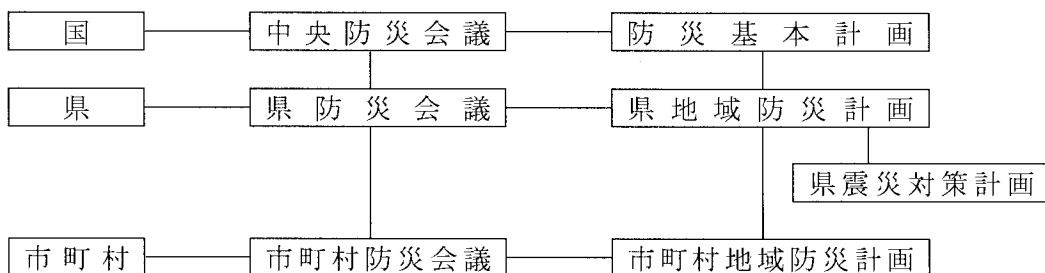 国 中央防災会議 防災基本計画
県 県防災会議 県地域防災計画
県震災対策計画
市町村 市町村防災会議 市町村地域防災計画